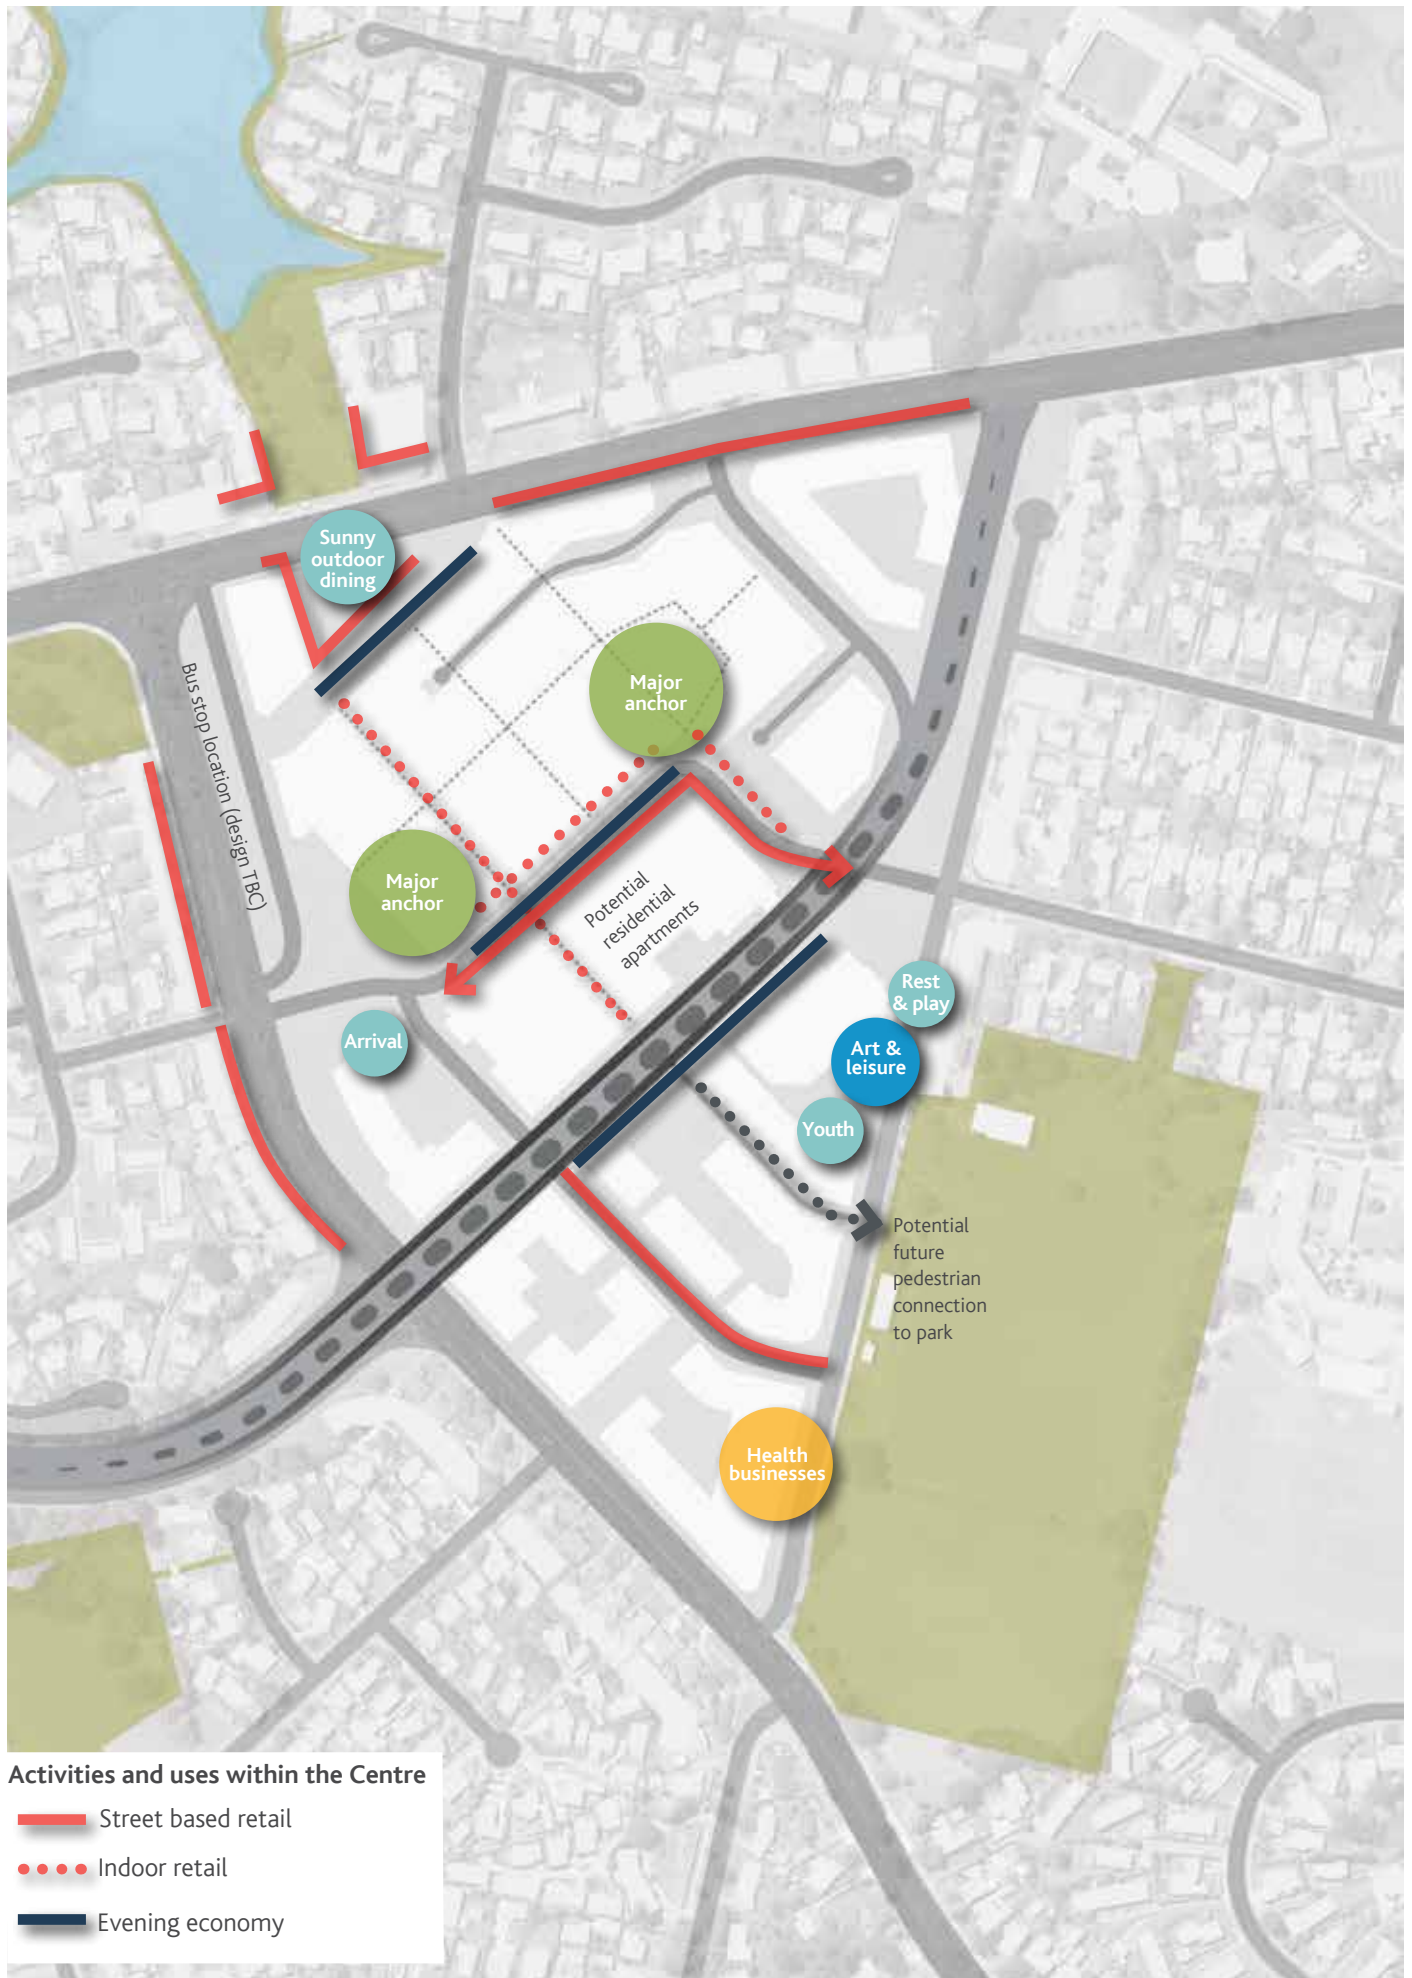 Sunny
outdoor
dining
Bus stop location (design TBC)
Major
anchor
Major
anchor
Potential
residential
apartments
Arrival
Rest
& play
Art &
leisure
Youth
Potential
future
pedestrian
connection
to park
Health
businesses
Activities and uses within the Centre
Street based retail
Indoor retail
Evening economy